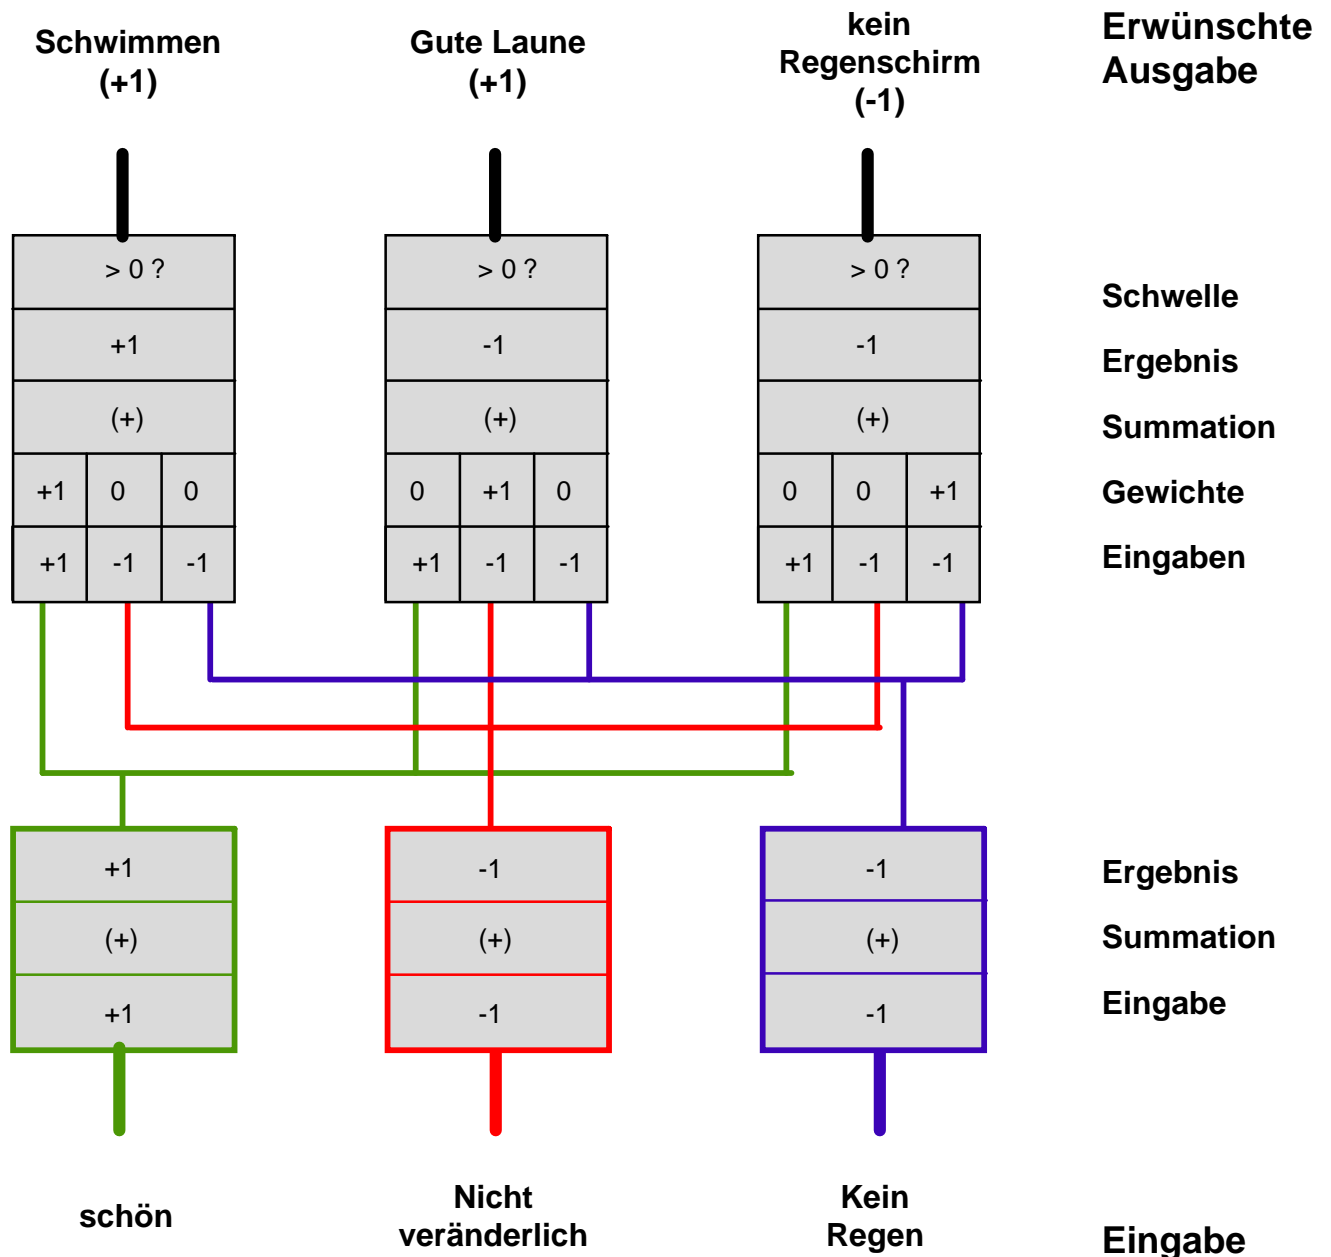 Schwimmen
(+1)
Gute Laune
(+1)
kein
Regenschirm
(-1)
Erwünschte
Ausgabe
> 0 ? > 0 ? > 0 ? Schwelle
+1 -1 -1 Ergebnis
(+) (+) (+) Summation
+1 0 0 0 +1 0 0 0 +1 Gewichte
+1 -1 -1 +1 -1 -1 +1 -1 -1 Eingaben
+1 -1 -1 Ergebnis
(+) (+) (+) Summation
+1 -1 -1 Eingabe
schön
Nicht
veränderlich
Kein
Regen
Eingabe